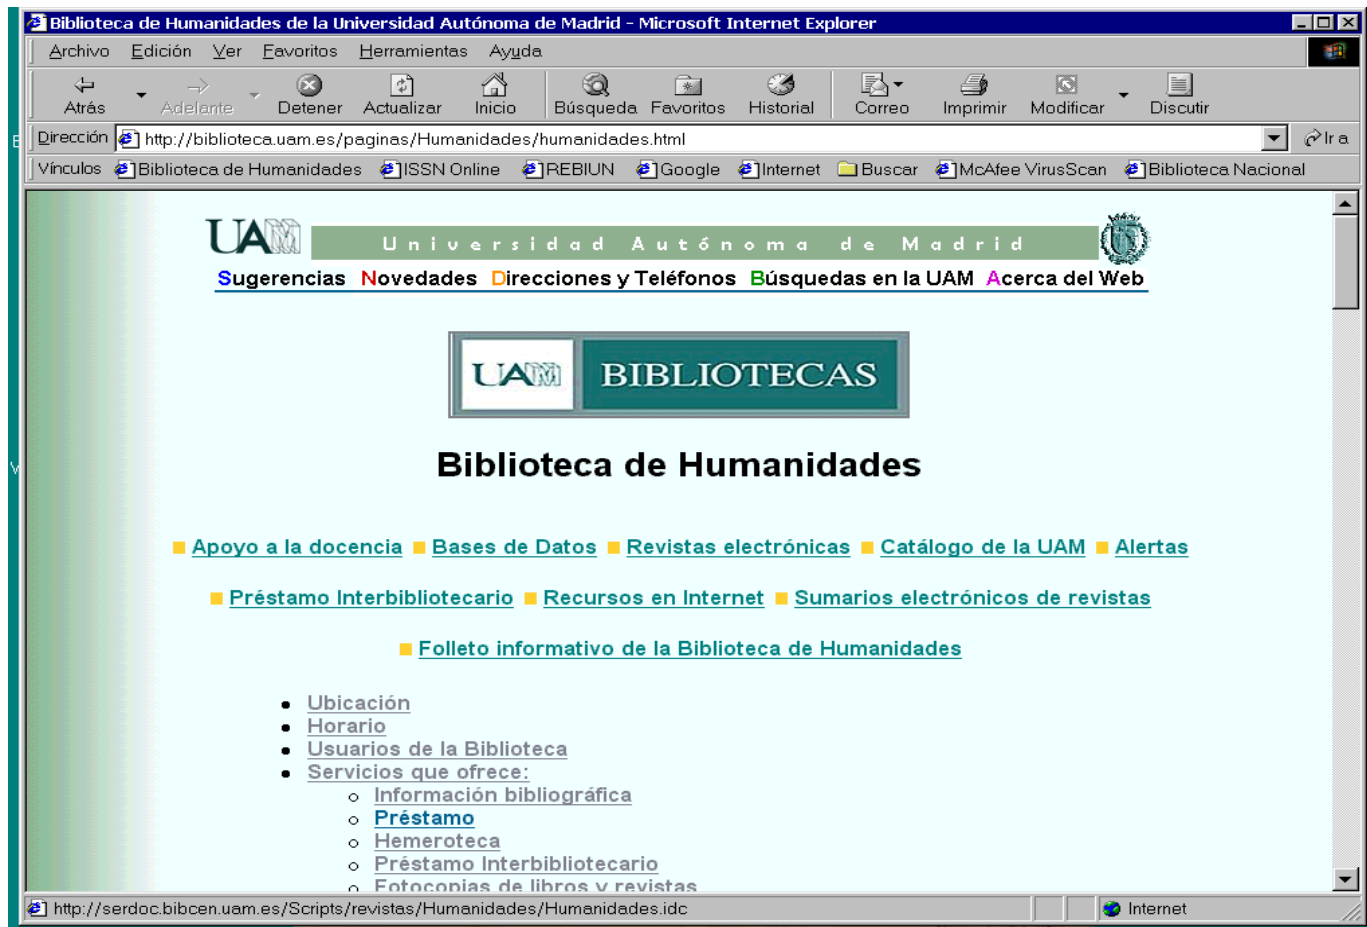 Biblioteca de Humanidades de la Universidad Autónoma de Madrid - Microsoft Internet Explorer
Archivo Edición Ver Favoritos Herramientas Ayuda
Atrás Adelante Detener Actualizar Inicio Búsqueda Favoritos Historial Correo Imprimir Modificar Discutir
Dirección http://biblioteca.uam.es/paginas/Humanidades/humanidades.html Ir a
Vínculos Biblioteca de Humanidades ISSN Online REBIUN Google Internet Buscar McAfee VirusScan Biblioteca Nacional
UAM Universidad Autónoma de Madrid
Sugerencias Novedades Direcciones y Teléfonos Búsquedas en la UAM Acerca del Web
UAM BIBLIOTECAS
Biblioteca de Humanidades
Apoyo a la docencia Bases de Datos Revistas electrónicas Catálogo de la UAM Alertas
Préstamo Interbibliotecario Recursos en Internet Sumarios electrónicos de revistas
Folleto informativo de la Biblioteca de Humanidades
Ubicación
Horario
Usuarios de la Biblioteca
Servicios que ofrece:
Información bibliográfica
Préstamo
Hemeroteca
Préstamo Interbibliotecario
Fotocopias de libros y revistas
http://serdoc.bibcen.uam.es/Scripts/revistas/Humanidades/Humanidades.idc Internet